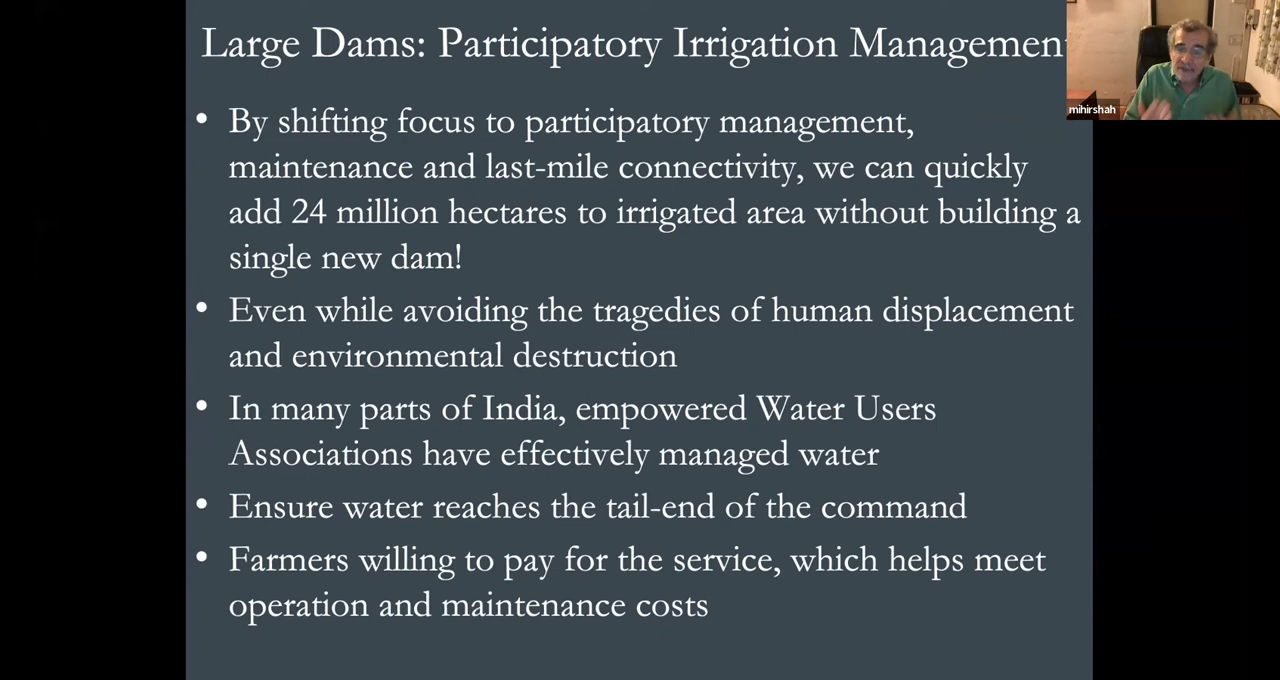 Large Dams: Participatory Irrigation Management
mihirshah
• By shifting focus to participatory management,
maintenance and last-mile connectivity, we can quickly
add 24 million hectares to irrigated area without building a
single new dam!
• Even while avoiding the tragedies of human displacement
and environmental destruction
• In many parts of India, empowered Water Users
Associations have effectively managed water
• Ensure water reaches the tail-end of the command
• Farmers willing to pay for the service, which helps meet
operation and maintenance costs